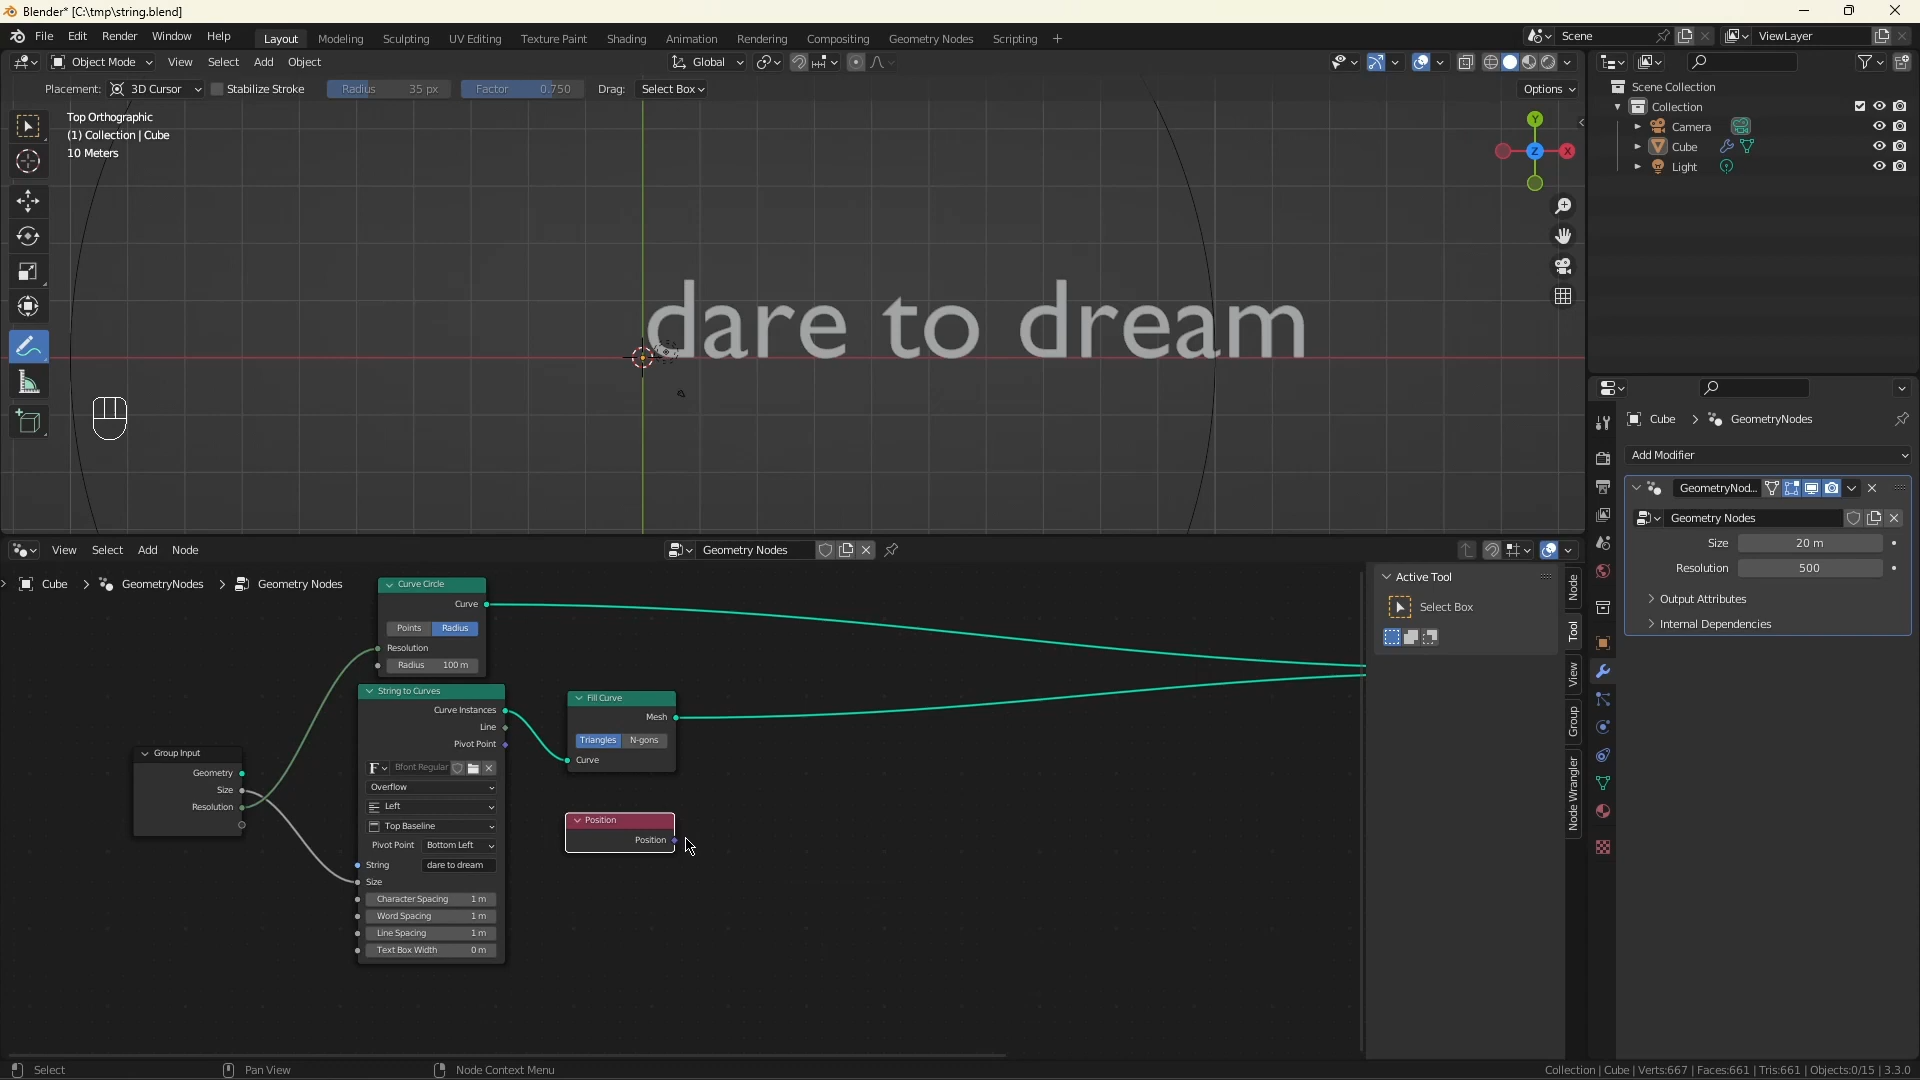 Blender* [C:\tmp\string.blend]
File Edit Render Window Help Layout Modeling Sculpting UV Editing Texture Paint Shading Animation Rendering Compositing Geometry Nodes Scripting + Scene ViewLayer
Object Mode View Select Add Object Global
Placement: 3D Cursor Stabilize Stroke Radius 35 px Factor 0.750 Drag: Select Box Options
Top Orthographic
(1) Collection | Cube
10 Meters
Y
X
Z
dare to dream
Scene Collection
Collection
Camera
Cube
Light
Cube > GeometryNodes
Add Modifier
GeometryNod...
Geometry Nodes
Size 20 m
Resolution 500
Output Attributes
Internal Dependencies
View Select Add Node Geometry Nodes
Cube > GeometryNodes > Geometry Nodes
Curve Circle
Curve
Points Radius
Resolution
Radius 100 m
String to Curves
Curve Instances
Line
Pivot Point
Bfont Regular
Overflow
Left
Top Baseline
Pivot Point Bottom Left
String dare to dream
Size
Character Spacing 1 m
Word Spacing 1 m
Line Spacing 1 m
Text Box Width 0 m
Group Input
Geometry
Size
Resolution
Fill Curve
Mesh
Triangles N-gons
Curve
Position
Position
Active Tool
Select Box
Node
Tool
View
Group
Node Wrangler
Select Pan View Node Context Menu Collection | Cube | Verts:667 | Faces:661 | Tris:661 | Objects:0/15 | 3.3.0